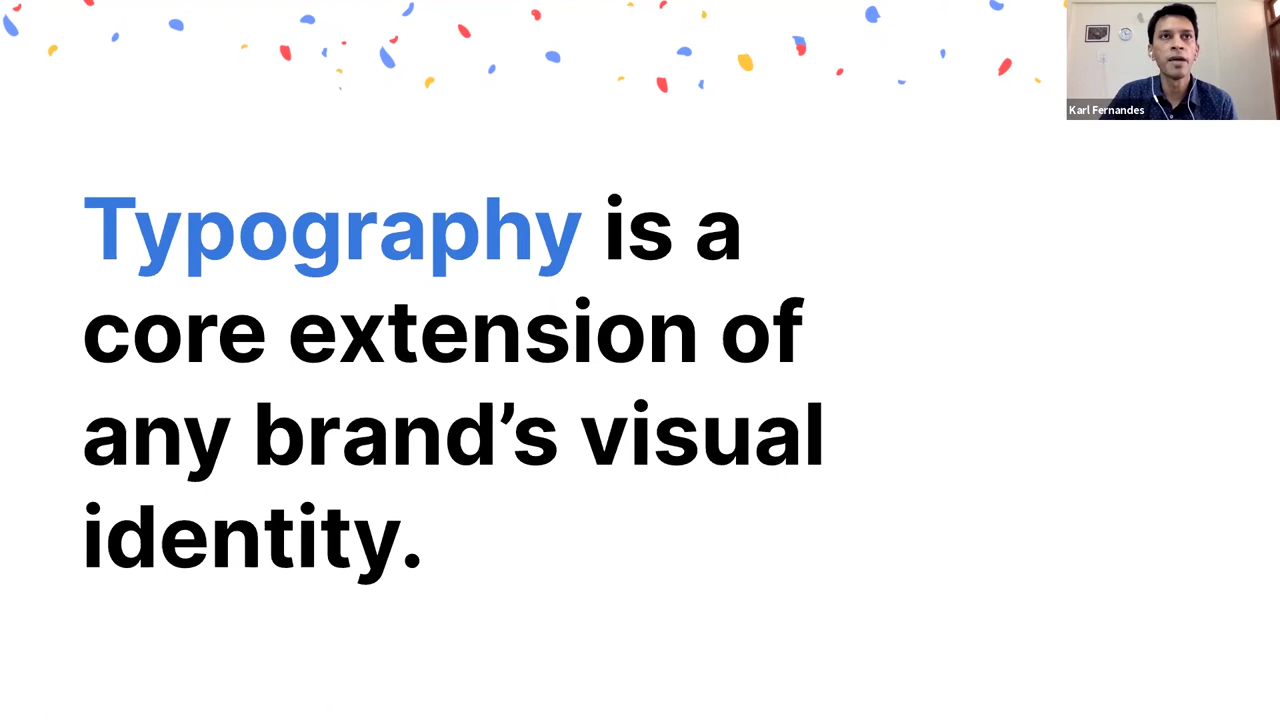 Karl Fernandes
Typography is a
core extension of
any brand’s visual
identity.